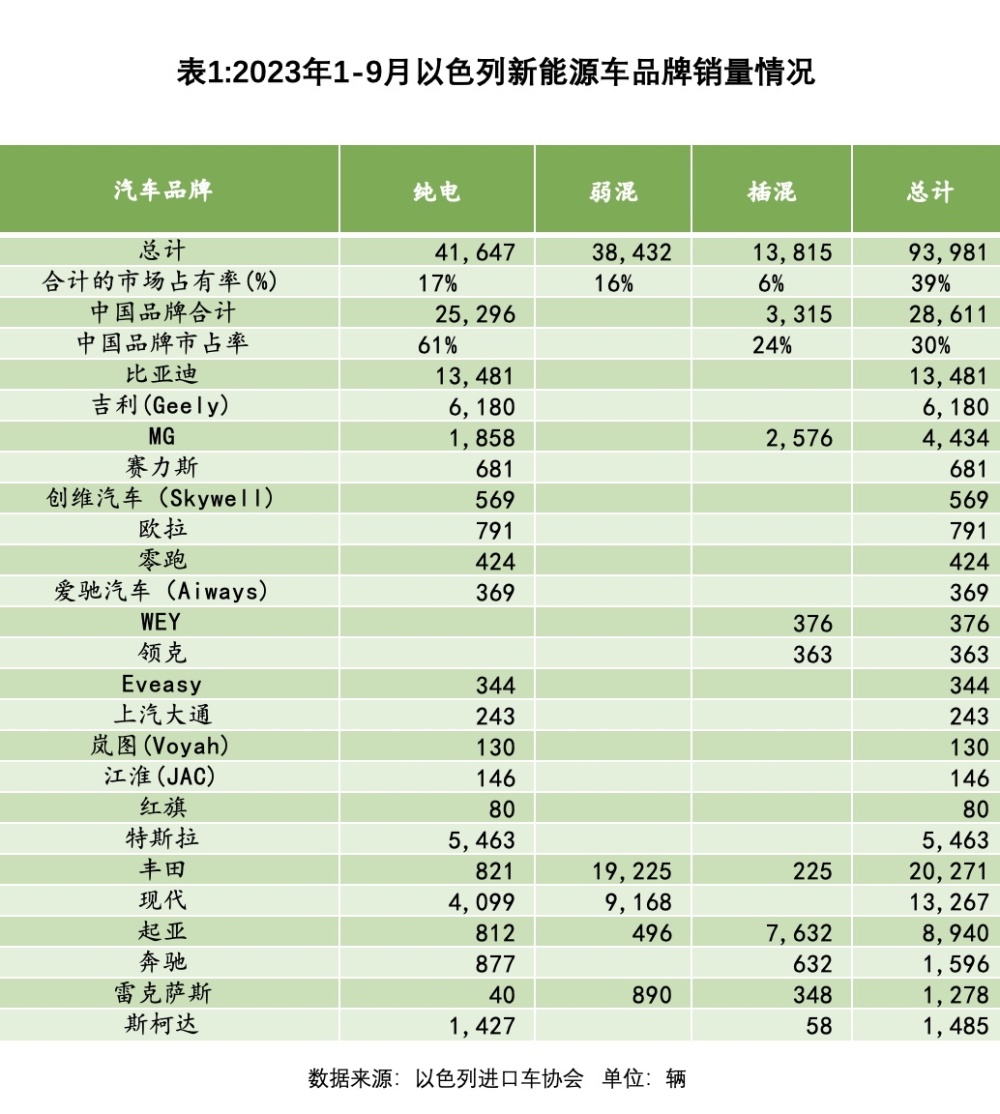 表1:2023年1-9月以色列新能源车品牌销量情况
汽车品牌 纯电 弱混 插混 总计
总计 41,647 38,432 13,815 93,981
合计的市场占有率(%) 17% 16% 6% 39%
中国品牌合计 25,296 3,315 28,611
中国品牌市占率 61% 24% 30%
比亚迪 13,481 13,481
吉利(Geely) 6,180 6,180
MG 1,858 2,576 4,434
赛力斯 681 681
创维汽车 (Skywell) 569 569
欧拉 791 791
零跑 424 424
爱驰汽车 (Aiways) 369 369
WEY 376 376
领克 363 363
Eveasy 344 344
上汽大通 243 243
岚图(Voyah) 130 130
江淮(JAC) 146 146
红旗 80 80
特斯拉 5,463 5,463
丰田 821 19,225 225 20,271
现代 4,099 9,168 13,267
起亚 812 496 7,632 8,940
奔驰 877 632 1,596
雷克萨斯 40 890 348 1,278
斯柯达 1,427 58 1,485
数据来源：以色列进口车协会 单位：辆